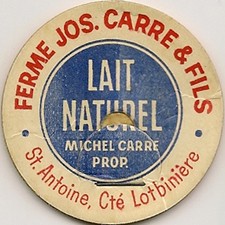 FERME JOS. CARRE & FILS
LAIT
NATUREL
MICHEL CARRE
PROP.
St. Antoine, Cté Lotbinière